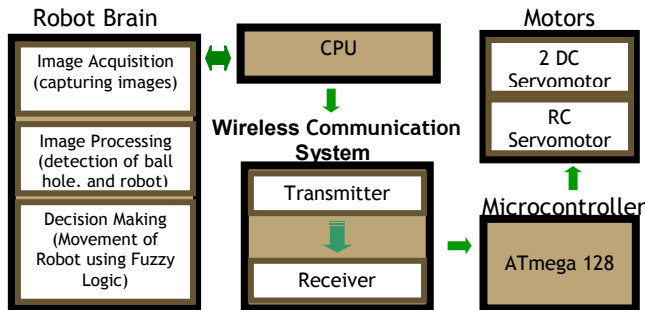 Robot Brain
Image Acquisition
(capturing images)
Image Processing
(detection of ball
hole, and robot)
Decision Making
(Movement of
Robot using Fuzzy
Logic)
CPU
Wireless Communication
System
Transmitter
Receiver
Motors
2 DC
Servomotor
RC
Servomotor
Microcontroller
ATmega 128